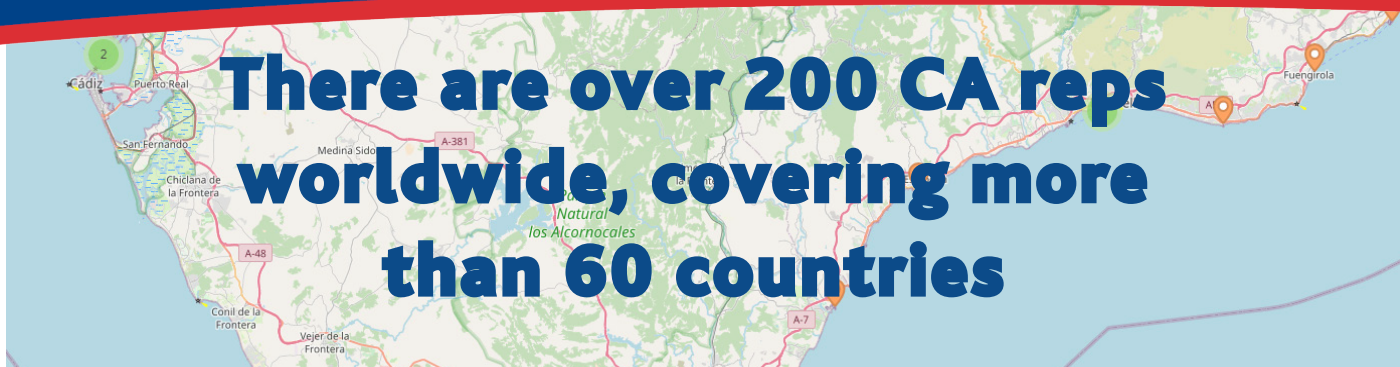 There are over 200 CA reps
worldwide, covering more
than 60 countries
2
Cádiz
Puerto Real
Fuengirola
A-381
San Fernando
Medina Sido
Chiclana de
la Frontera
Natural
los Alcornocales
A-48
Conil de la
Frontera
A-7
Vejer de la
Frontera